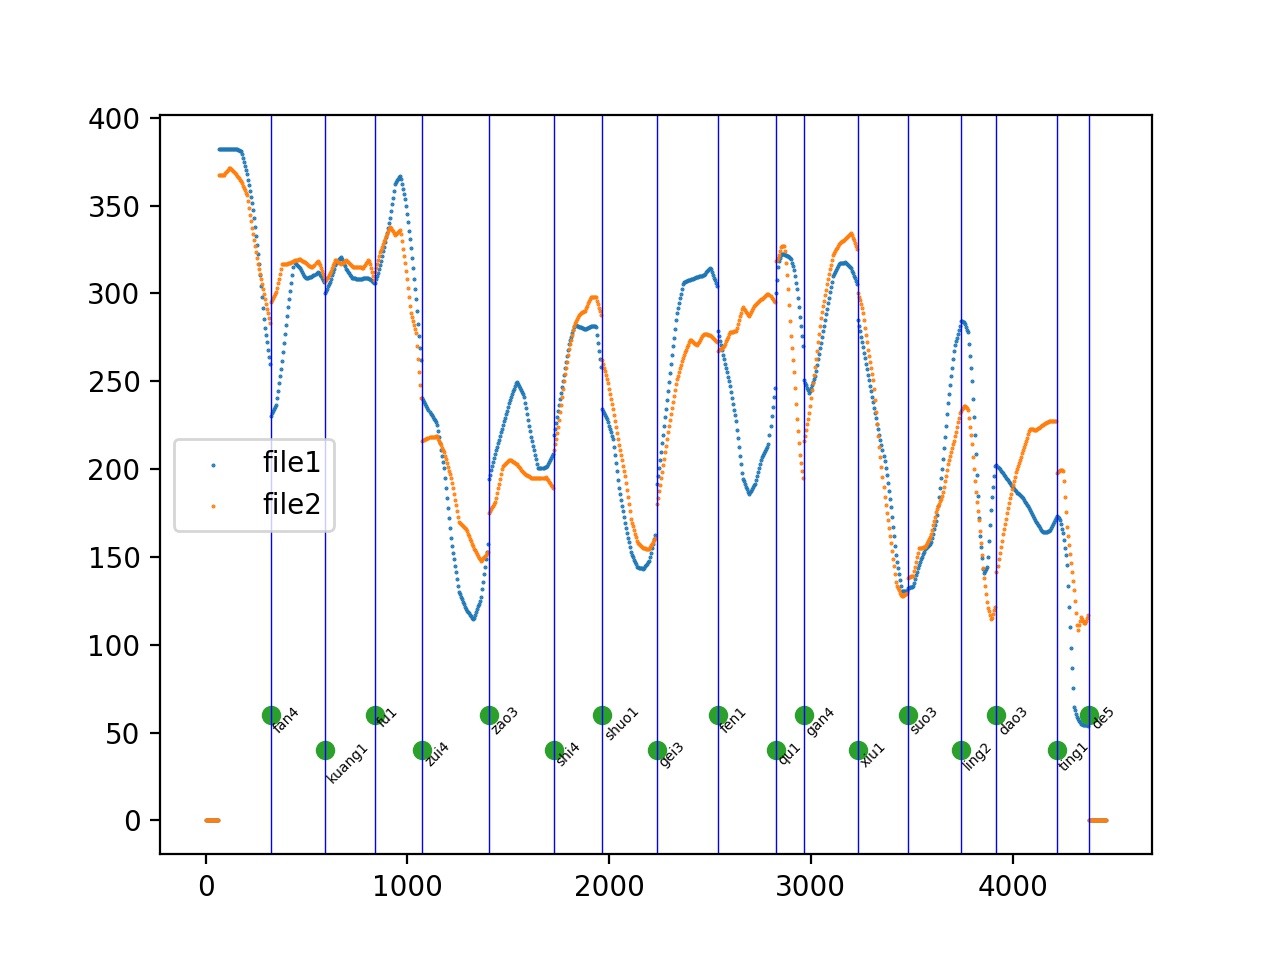 400
350
300
250
200
150
100
50
0
file1
file2
fan4
kuang1
fu1
zui4
zao3
shi4
shuo1
gei3
fen1
qu1
gan4
xiu1
suo3
ling2
dao3
ting1
de5
0 1000 2000 3000 4000